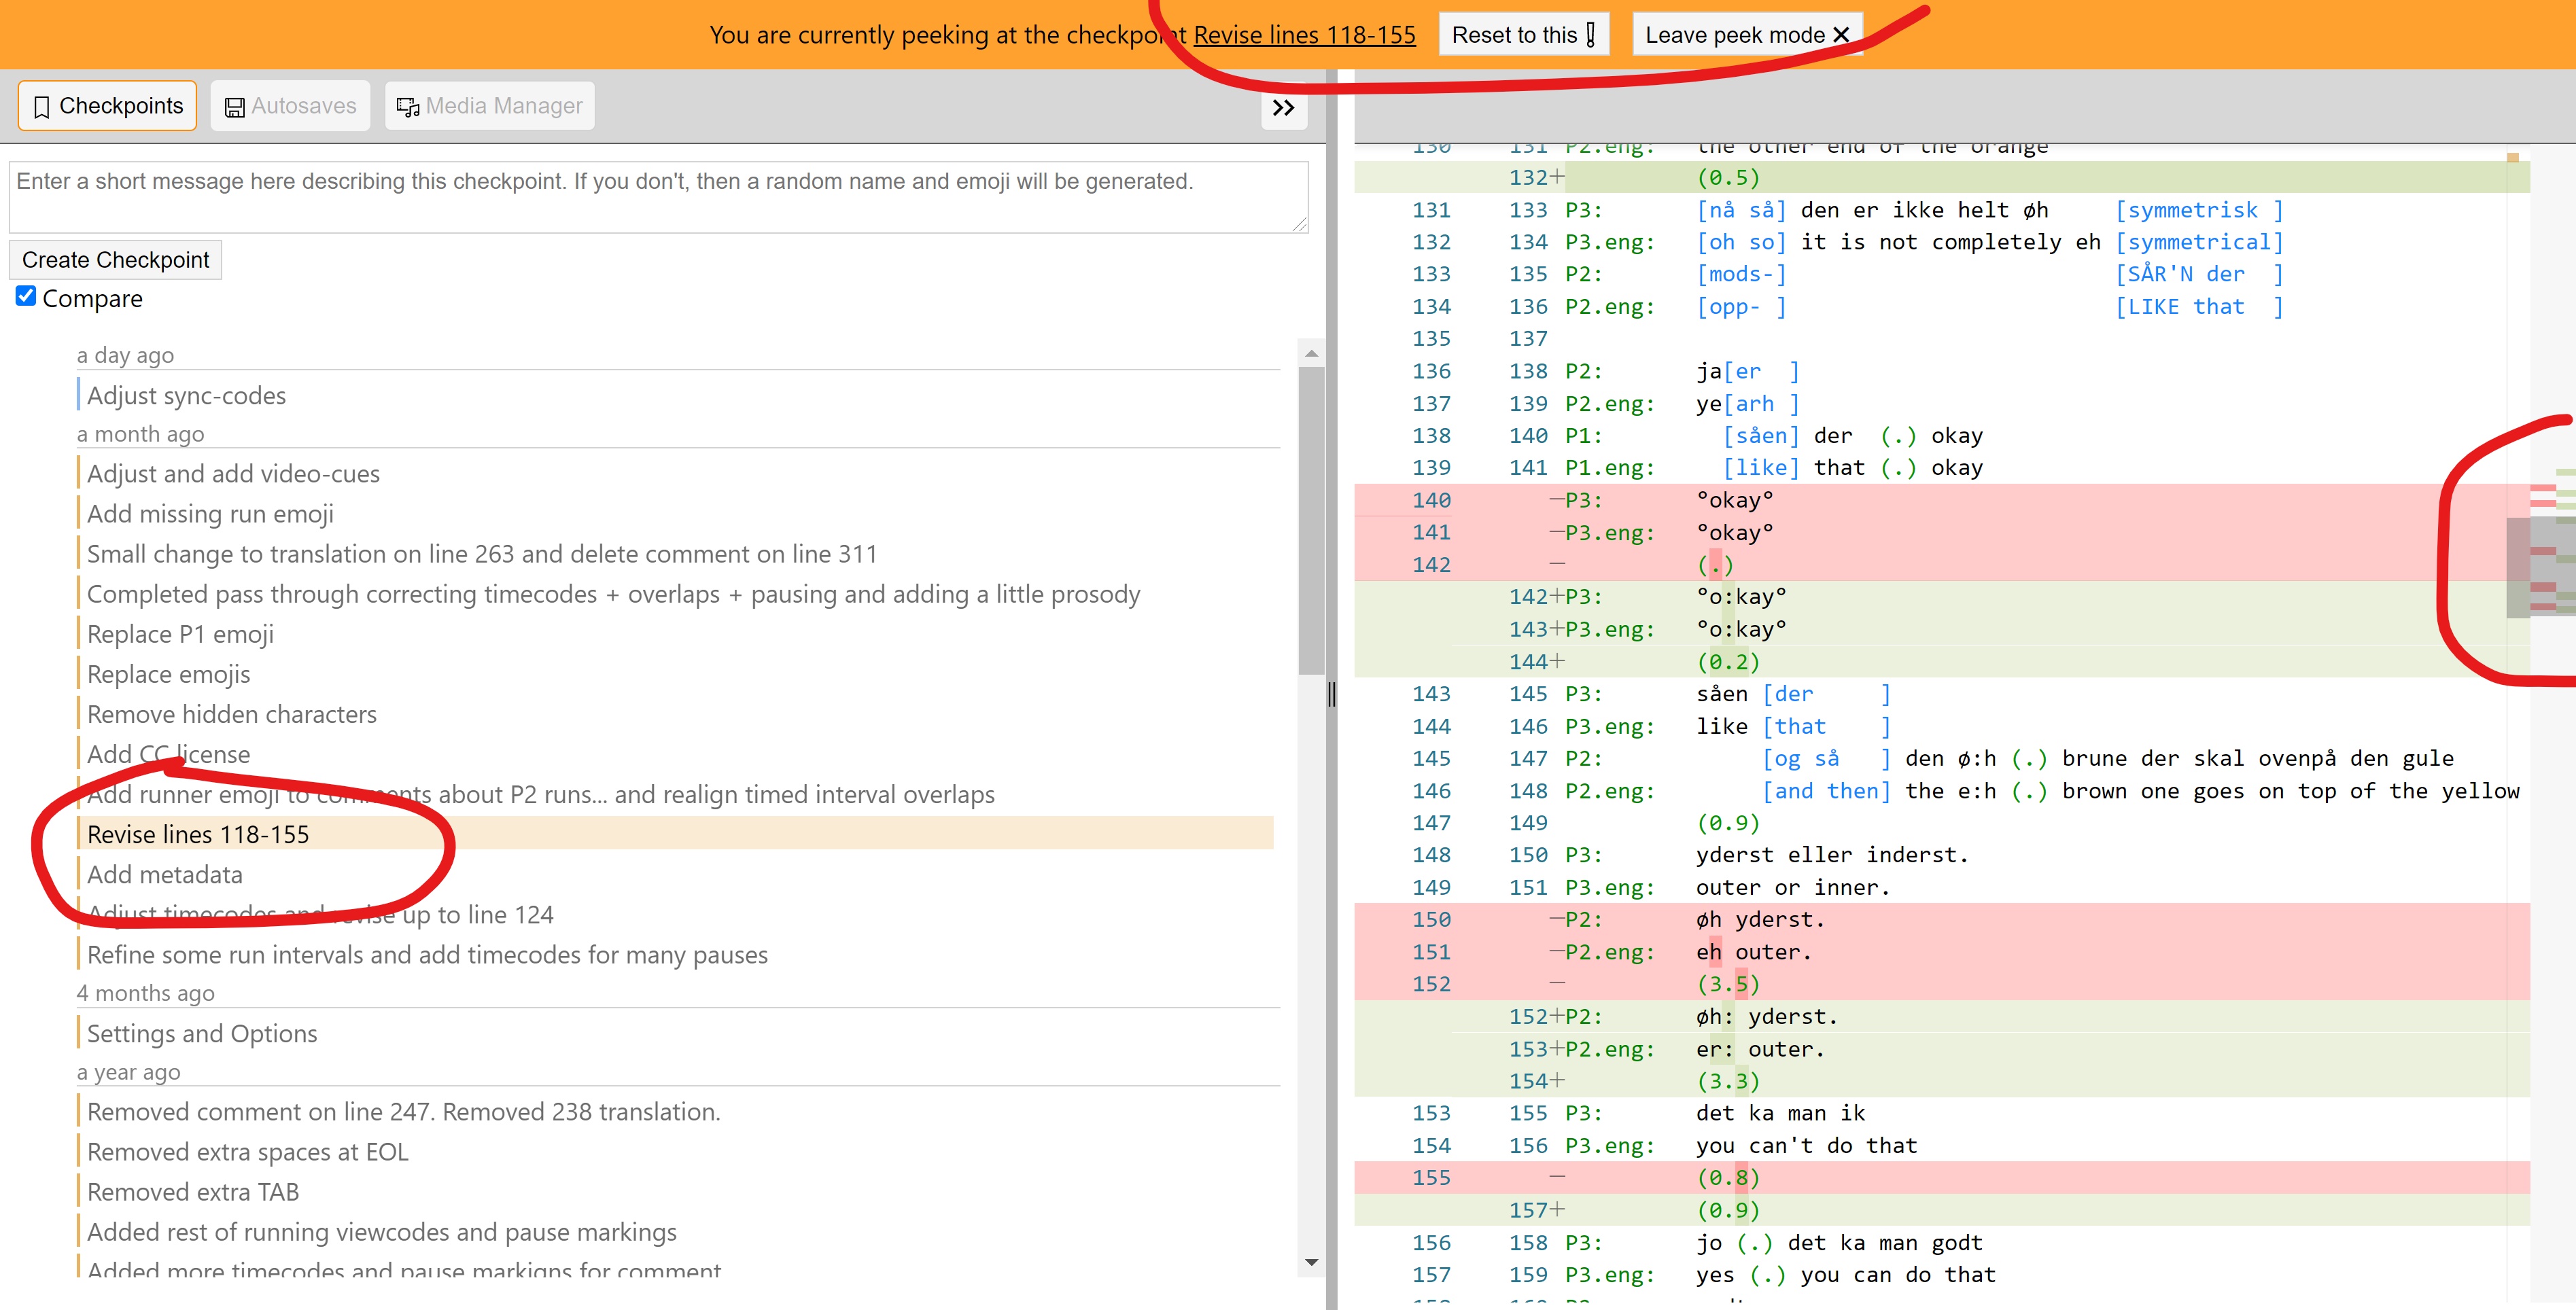 You are currently peeking at the checkpoint Revise lines 118-155 Reset to this Leave peek mode
Checkpoints Autosaves Media Manager
Enter a short message here describing this checkpoint. If you don't, then a random name and emoji will be generated.
Create Checkpoint
Compare
a day ago
Adjust sync-codes
a month ago
Adjust and add video-cues
Add missing run emoji
Small change to translation on line 263 and delete comment on line 311
Completed pass through correcting timecodes + overlaps + pausing and adding a little prosody
Replace P1 emoji
Replace emojis
Remove hidden characters
Add CC license
Add runner emoji to comments about P2 runs... and realign timed interval overlaps
Revise lines 118-155
Add metadata
Adjust timecodes and revise up to line 124
Refine some run intervals and add timecodes for many pauses
4 months ago
Settings and Options
a year ago
Removed comment on line 247. Removed 238 translation.
Removed extra spaces at EOL
Removed extra TAB
Added rest of running viewcodes and pause markings
Added more timecodes and pause markigns for comment
130 131 P2.eng: the other end of the orange
132+ (0.5)
131 133 P3: [nå så] den er ikke helt øh [symmetrisk ]
132 134 P3.eng: [oh so] it is not completely eh [symmetrical]
133 135 P2: [mods-] [SÅR'N der ]
134 136 P2.eng: [opp- ] [LIKE that ]
135 137
136 138 P2: ja[er ]
137 139 P2.eng: ye[arh ]
138 140 P1: [såen] der (.) okay
139 141 P1.eng: [like] that (.) okay
140 —P3: °okay°
141 —P3.eng: °okay°
142 — (.)
142+P3: °o:kay°
143+P3.eng: °o:kay°
144+ (0.2)
143 145 P3: såen [der ]
144 146 P3.eng: like [that ]
145 147 P2: [og så ] den ø:h (.) brune der skal ovenpå den gule
146 148 P2.eng: [and then] the e:h (.) brown one goes on top of the yellow
147 149 (0.9)
148 150 P3: yderst eller inderst.
149 151 P3.eng: outer or inner.
150 —P2: øh yderst.
151 —P2.eng: eh outer.
152 — (3.5)
152+P2: øh: yderst.
153+P2.eng: er: outer.
154+ (3.3)
153 155 P3: det ka man ik
154 156 P3.eng: you can't do that
155 — (0.8)
157+ (0.9)
156 158 P3: jo (.) det ka man godt
157 159 P3.eng: yes (.) you can do that